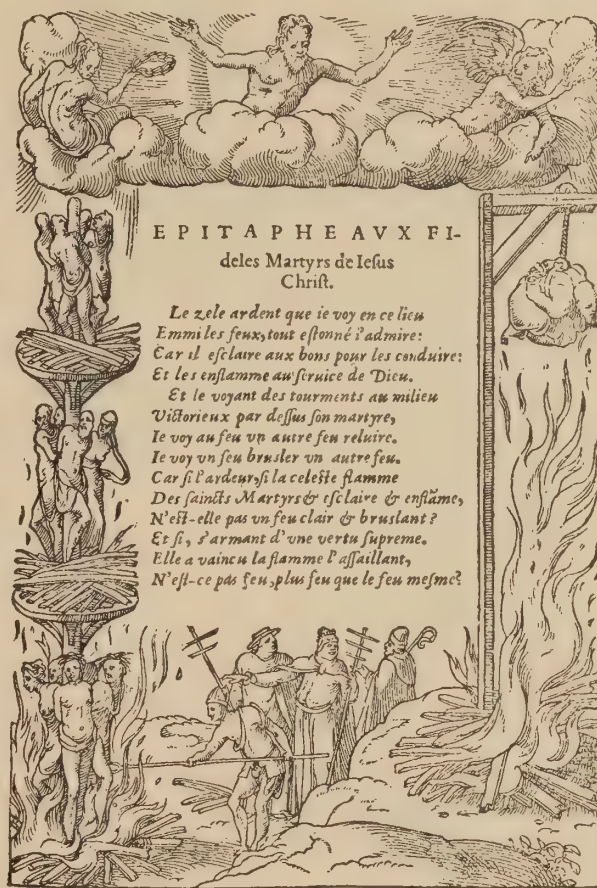 EPITAPHE AVX FI-
deles Martyrs de Ieſus
Chriſt.
Le zele ardent que ie voy en ce lieu
Emmi les feux, tout eſtonné i'admire:
Car il eſclaire aux bons pour les conduire:
Et les enflamme au ſeruice de Dieu.
Et le voyant des tourments au milieu
Victorieux par deſſus ſon martyre,
Ie voy au feu vn autre feu reluire.
Ie voy vn feu bruſler vn autre feu.
Car ſi l'ardeur, ſi la celeſte flamme
Des ſaincts Martyrs & eſclaire & enflãme,
N'eſt-elle pas vn feu clair & bruſlant?
Et ſi, s'armant d'vne vertu ſupreme.
Elle a vaincu la flamme l'aſſaillant,
N'eſt-ce pas feu, plus feu que le feu meſme?